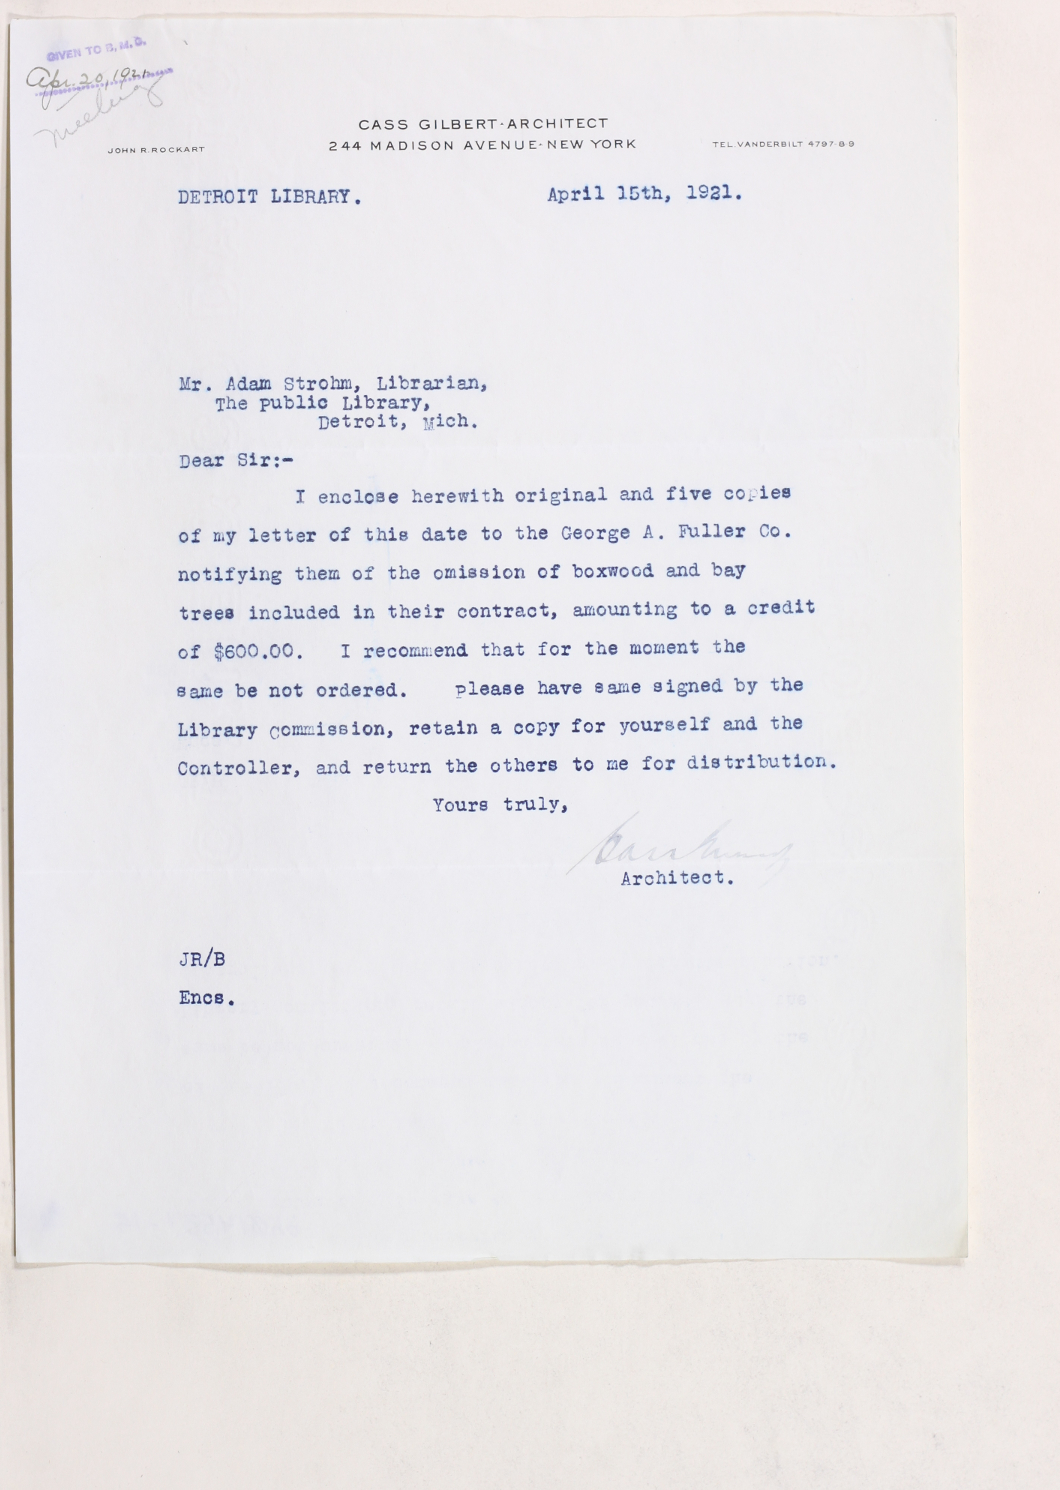 GIVEN TO B. M. D.
Apr. 20, 1921
meeting
CASS GILBERT-ARCHITECT
244 MADISON AVENUE-NEW YORK
JOHN R. ROCKART
TEL. VANDERBILT 4797-8-9
DETROIT LIBRARY. April 15th, 1921.
Mr. Adam Strohm, Librarian,
The Public Library,
Detroit, Mich.
Dear Sir:-
I enclose herewith original and five copies
of my letter of this date to the George A. Fuller Co.
notifying them of the omission of boxwood and bay
trees included in their contract, amounting to a credit
of $600.00. I recommend that for the moment the
same be not ordered. Please have same signed by the
Library Commission, retain a copy for yourself and the
Controller, and return the others to me for distribution.
Yours truly,
Cass Gilbert
Architect.
JR/B
Encs.